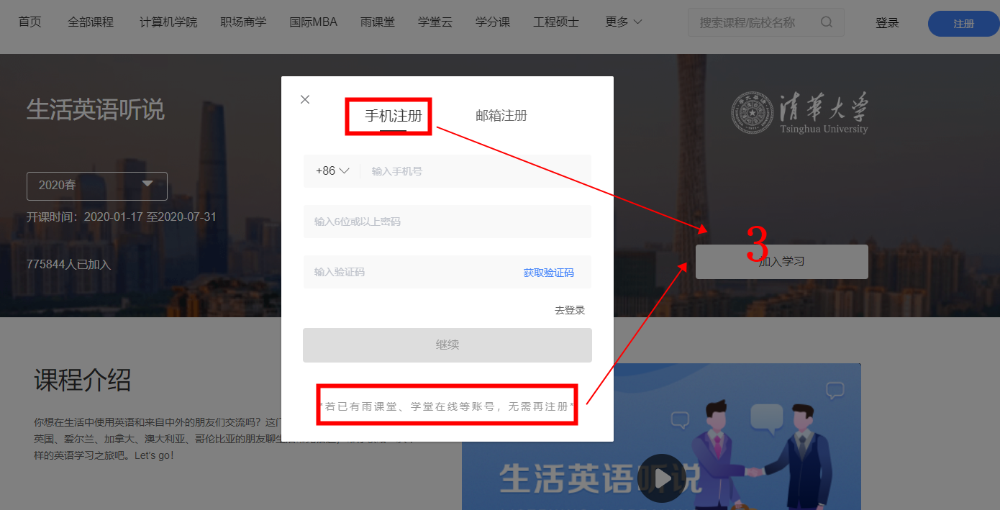 首页 全部课程 计算机学院 职场商学 国际MBA 雨课堂 学堂云 学分课 工程硕士 更多 搜索课程/院校名称 登录 注册
生活英语听说
清华大学
Tsinghua University
2020春
开课时间：2020-01-17 至2020-07-31
775844人已加入
手机注册 邮箱注册
+86 输入手机号
输入6位或以上密码
输入验证码 获取验证码
去登录
继续
*若已有雨课堂、学堂在线等账号，无需再注册*
3
加入学习
课程介绍
你想在生活中使用英语和来自中外的朋友们交流吗？这门
英国、爱尔兰、加拿大、澳大利亚、哥伦比亚的朋友聊生
样的英语学习之旅吧。Let's go！
生活英语听说